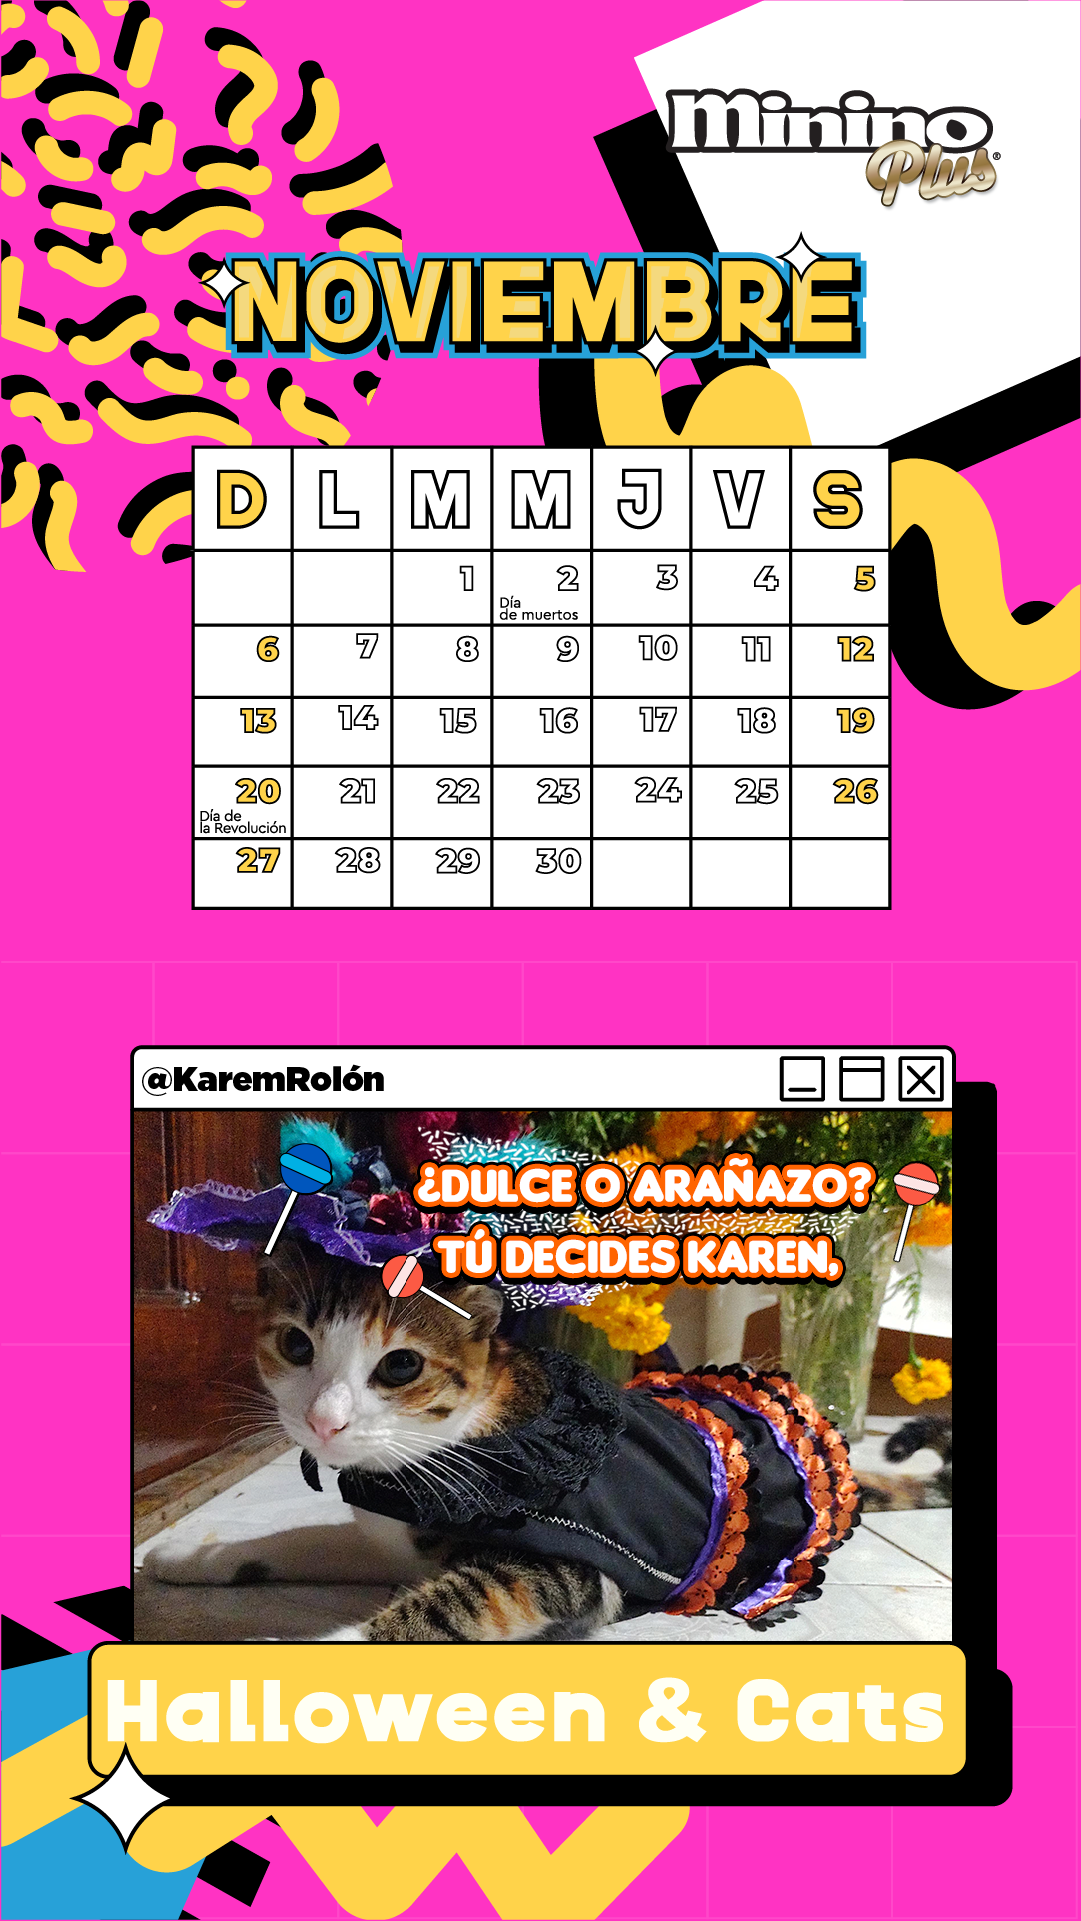 Minino
Plus®
NOVIEMBRE
D L M M J V S
1 2 3 4 5
Día
de muertos
6 7 8 9 10 11 12
13 14 15 16 17 18 19
20 21 22 23 24 25 26
Día de
la Revolución
27 28 29 30
@KaremRolón
¿DULCE O ARAÑAZO?
TÚ DECIDES KAREN,
Halloween & Cats